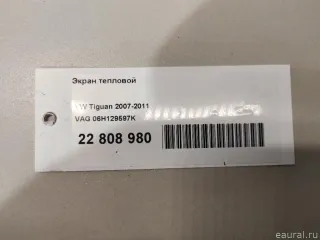 Экран тепловой
VW Tiguan 2007-2011
VAG 06H129597K
22 808 980
eaural.ru